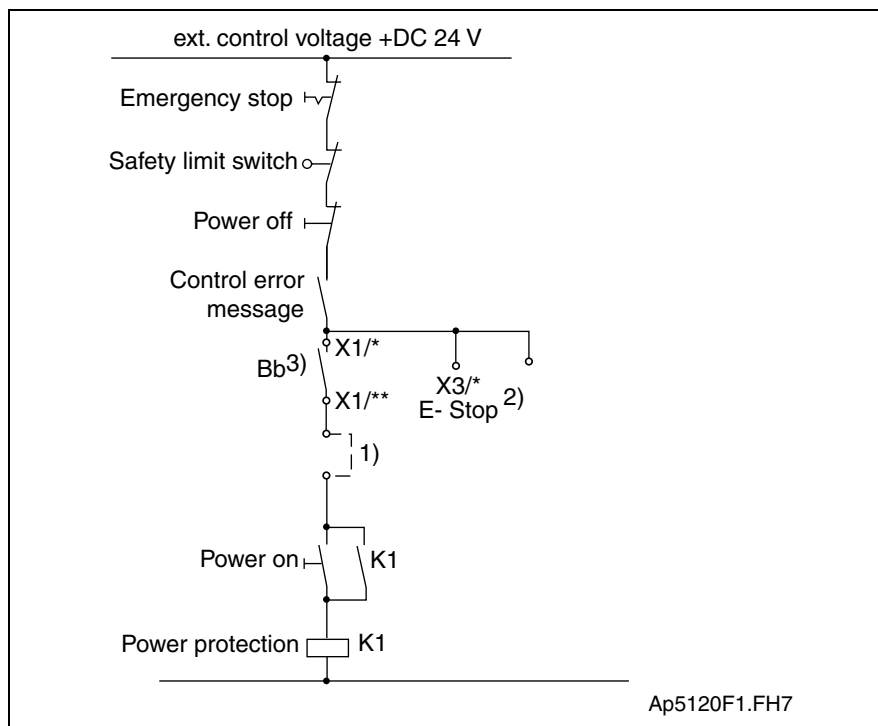 ext. control voltage +DC 24 V
Emergency stop
Safety limit switch
Power off
Control error
message
Bb3)
X1/*
X1/**
X3/*
E- Stop 2)
1)
Power on
K1
Power protection
K1
Ap5120F1.FH7